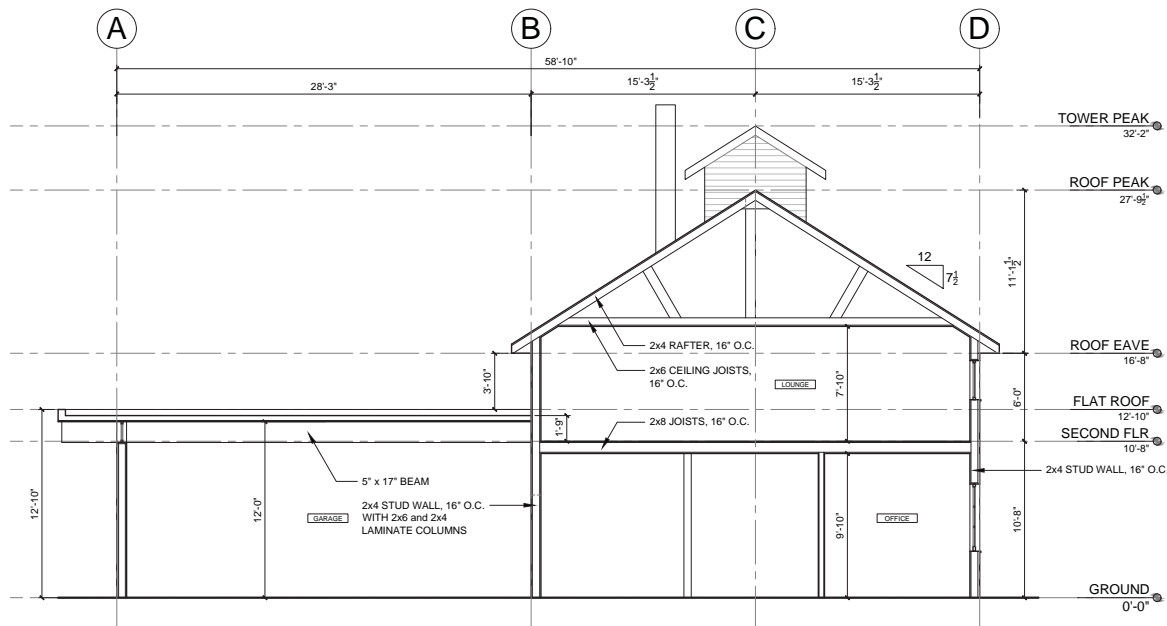 A
B
C
D
58'-10"
28'-3"
15'-3½"
15'-3½"
TOWER PEAK
32'-2"
ROOF PEAK
27'-9½"
12
7½
11'-1½"
2x4 RAFTER, 16" O.C.
ROOF EAVE
16'-8"
3'-10"
2x6 CEILING JOISTS,
16" O.C.
LOUNGE
7'-10"
6'-0"
FLAT ROOF
12'-10"
1'-9"
2x8 JOISTS, 16" O.C.
SECOND FLR
10'-8"
2x4 STUD WALL, 16" O.C.
5" x 17" BEAM
12'-10"
12'-0"
GARAGE
2x4 STUD WALL, 16" O.C.
WITH 2x6 and 2x4
LAMINATE COLUMNS
9'-10"
OFFICE
10'-8"
GROUND
0'-0"